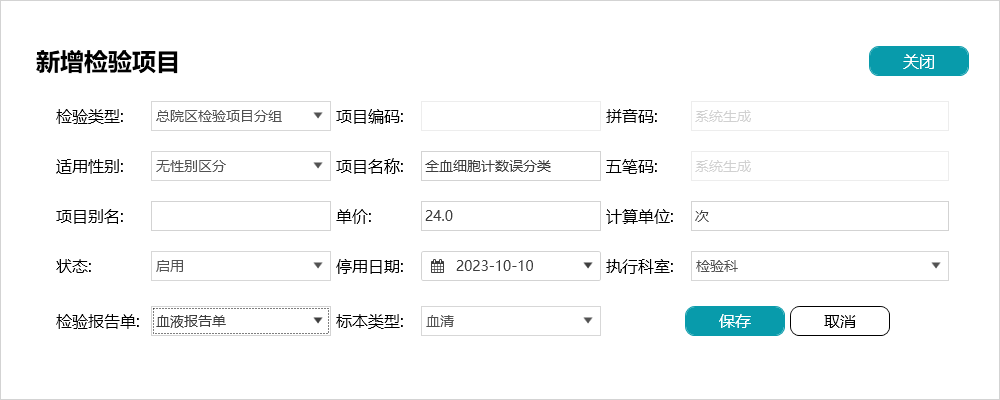 新增检验项目 关闭
检验类型: 总院区检验项目分组 项目编码: 拼音码: 系统生成
适用性别: 无性别区分 项目名称: 全血细胞计数误分类 五笔码: 系统生成
项目别名: 单价: 24.0 计算单位: 次
状态: 启用 停用日期: 2023-10-10 执行科室: 检验科
检验报告单: 血液报告单 标本类型: 血清 保存 取消